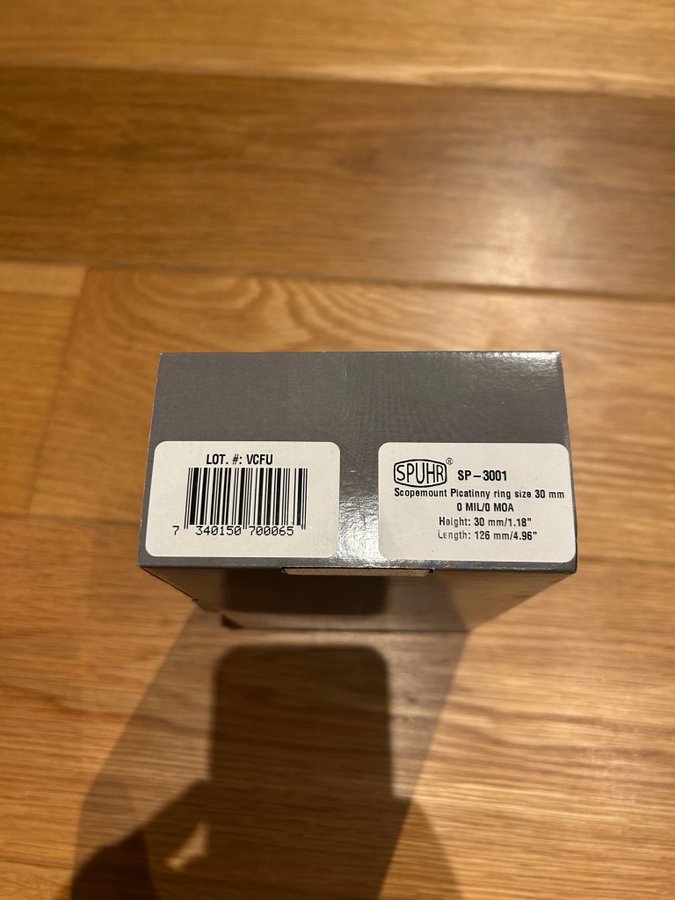 LOT. #: VCFU
7 340150 700065
SPUHR® SP-3001
Scopemount Picatinny ring size 30 mm
0 MIL/0 MOA
Height: 30 mm/1.18"
Length: 126 mm/4.96"